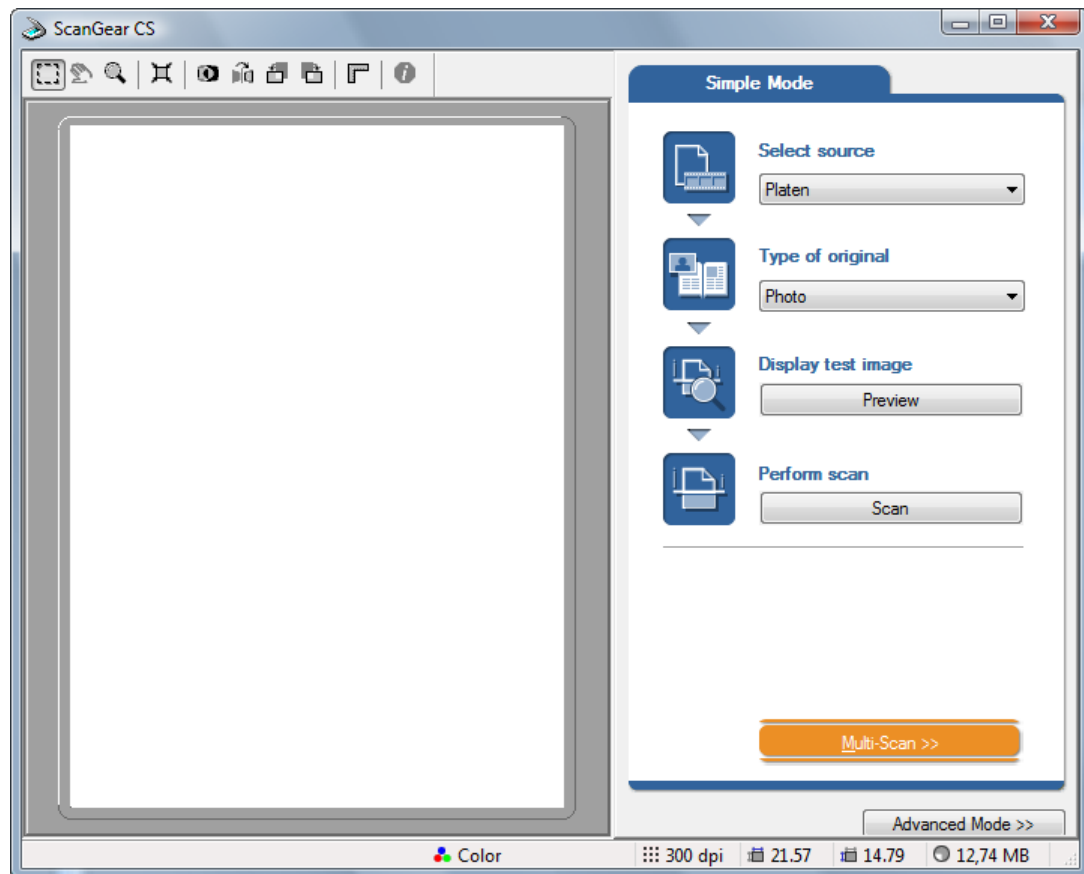 ScanGear CS
Simple Mode
Select source
Platen
Type of original
Photo
Display test image
Preview
Perform scan
Scan
Multi-Scan >>
Advanced Mode >>
Color
300 dpi
21.57
14.79
12,74 MB